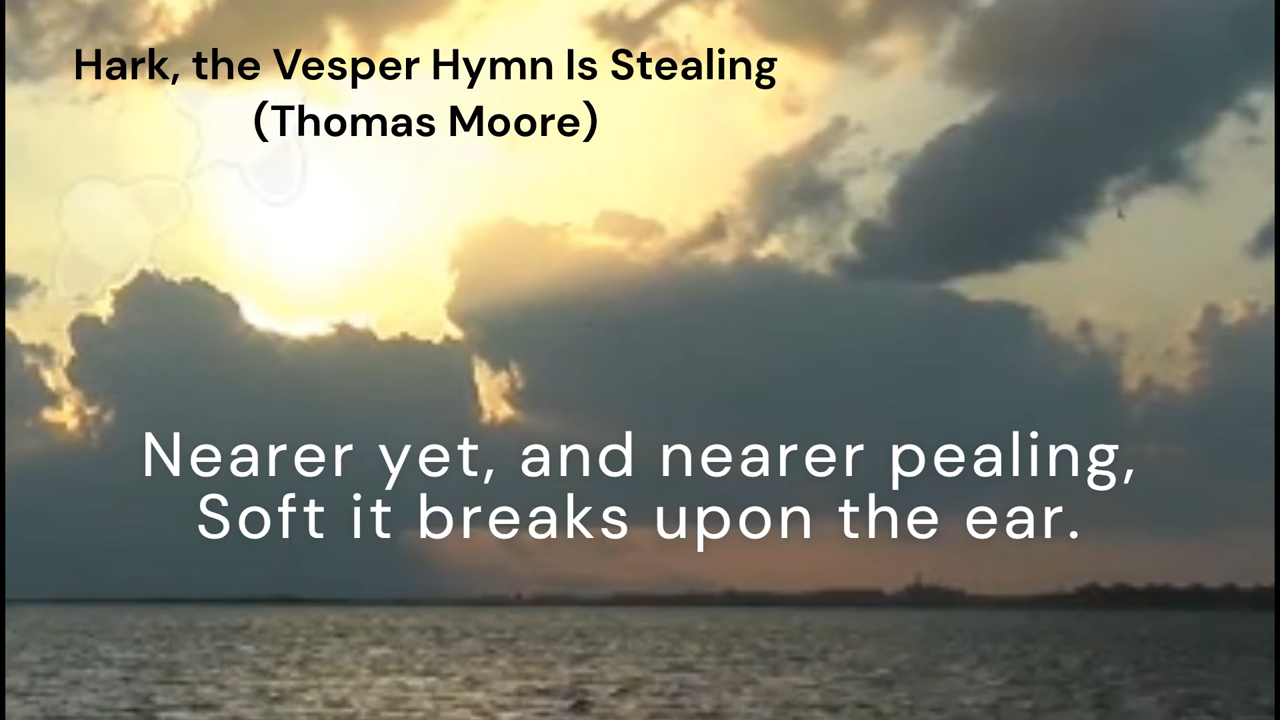 Hark, the Vesper Hymn Is Stealing
(Thomas Moore)
Nearer yet, and nearer pealing,
Soft it breaks upon the ear.